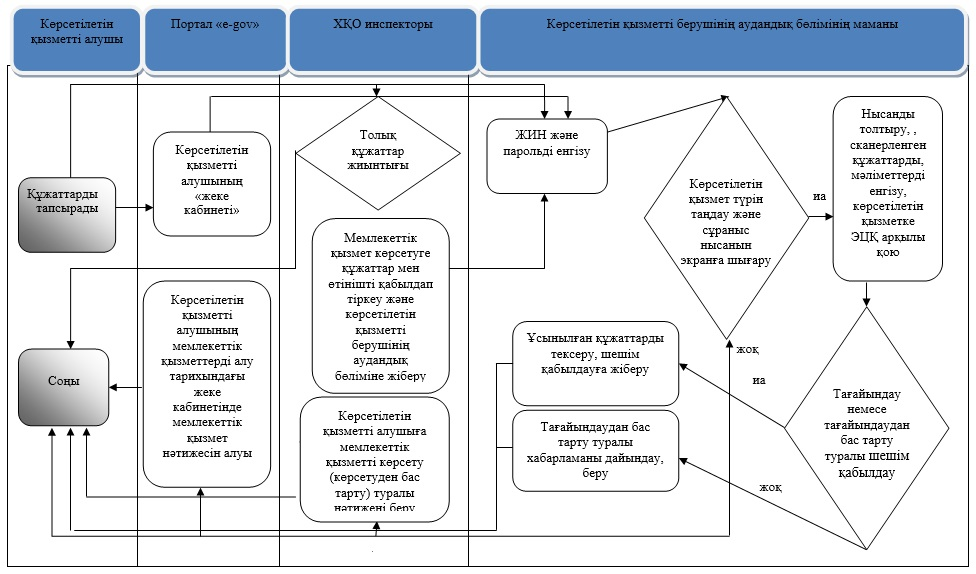 Көрсетілетін
қызметті алушы
Портал «e-gov»
ХҚО инспекторы
Көрсетілетін қызметті берушінің аудандық бөлімінің маманы
Құжаттарды
тапсырады
Көрсетілетін
қызметті
алушының
«жеке
кабинеті»
Толық
құжаттар
жиынтығы
ЖИН және
парольді енгізу
Көрсетілетін
қызмет түрін
таңдау және
сұраныс
нысанын
экранға шығару
иа
Нысанды
толтыру, ,
сканерленген
құжаттарды,
мәліметтерді
енгізу,
көрсетілетін
қызметке
ЭЦҚ арқылы
қою
Мемлекеттік
қызмет көрсетуге
құжаттар мен
өтінішті қабылдап
тіркеу және
көрсетілетін
қызметті
берушінің
аудандық
бөліміне жіберу
Соңы
Көрсетілетін
қызметті
алушының
мемлекеттік
қызметтерді алу
тарихындағы
жеке
кабинетінде
мемлекеттік
қызмет
нәтижесін алуы
Ұсынылған құжаттарды
тексеру, шешім
қабылдауға жіберу
жоқ
иа
Тағайындау
немесе
тағайындаудан
бас тарту
туралы шешім
қабылдау
Көрсетілетін
қызметті алушыға
мемлекеттік
қызметті көрсету
(көрсетуден бас
тарту) туралы
нәтижені беру
Тағайындаудан бас
тарту туралы
хабарламаны дайындау,
беру
жоқ